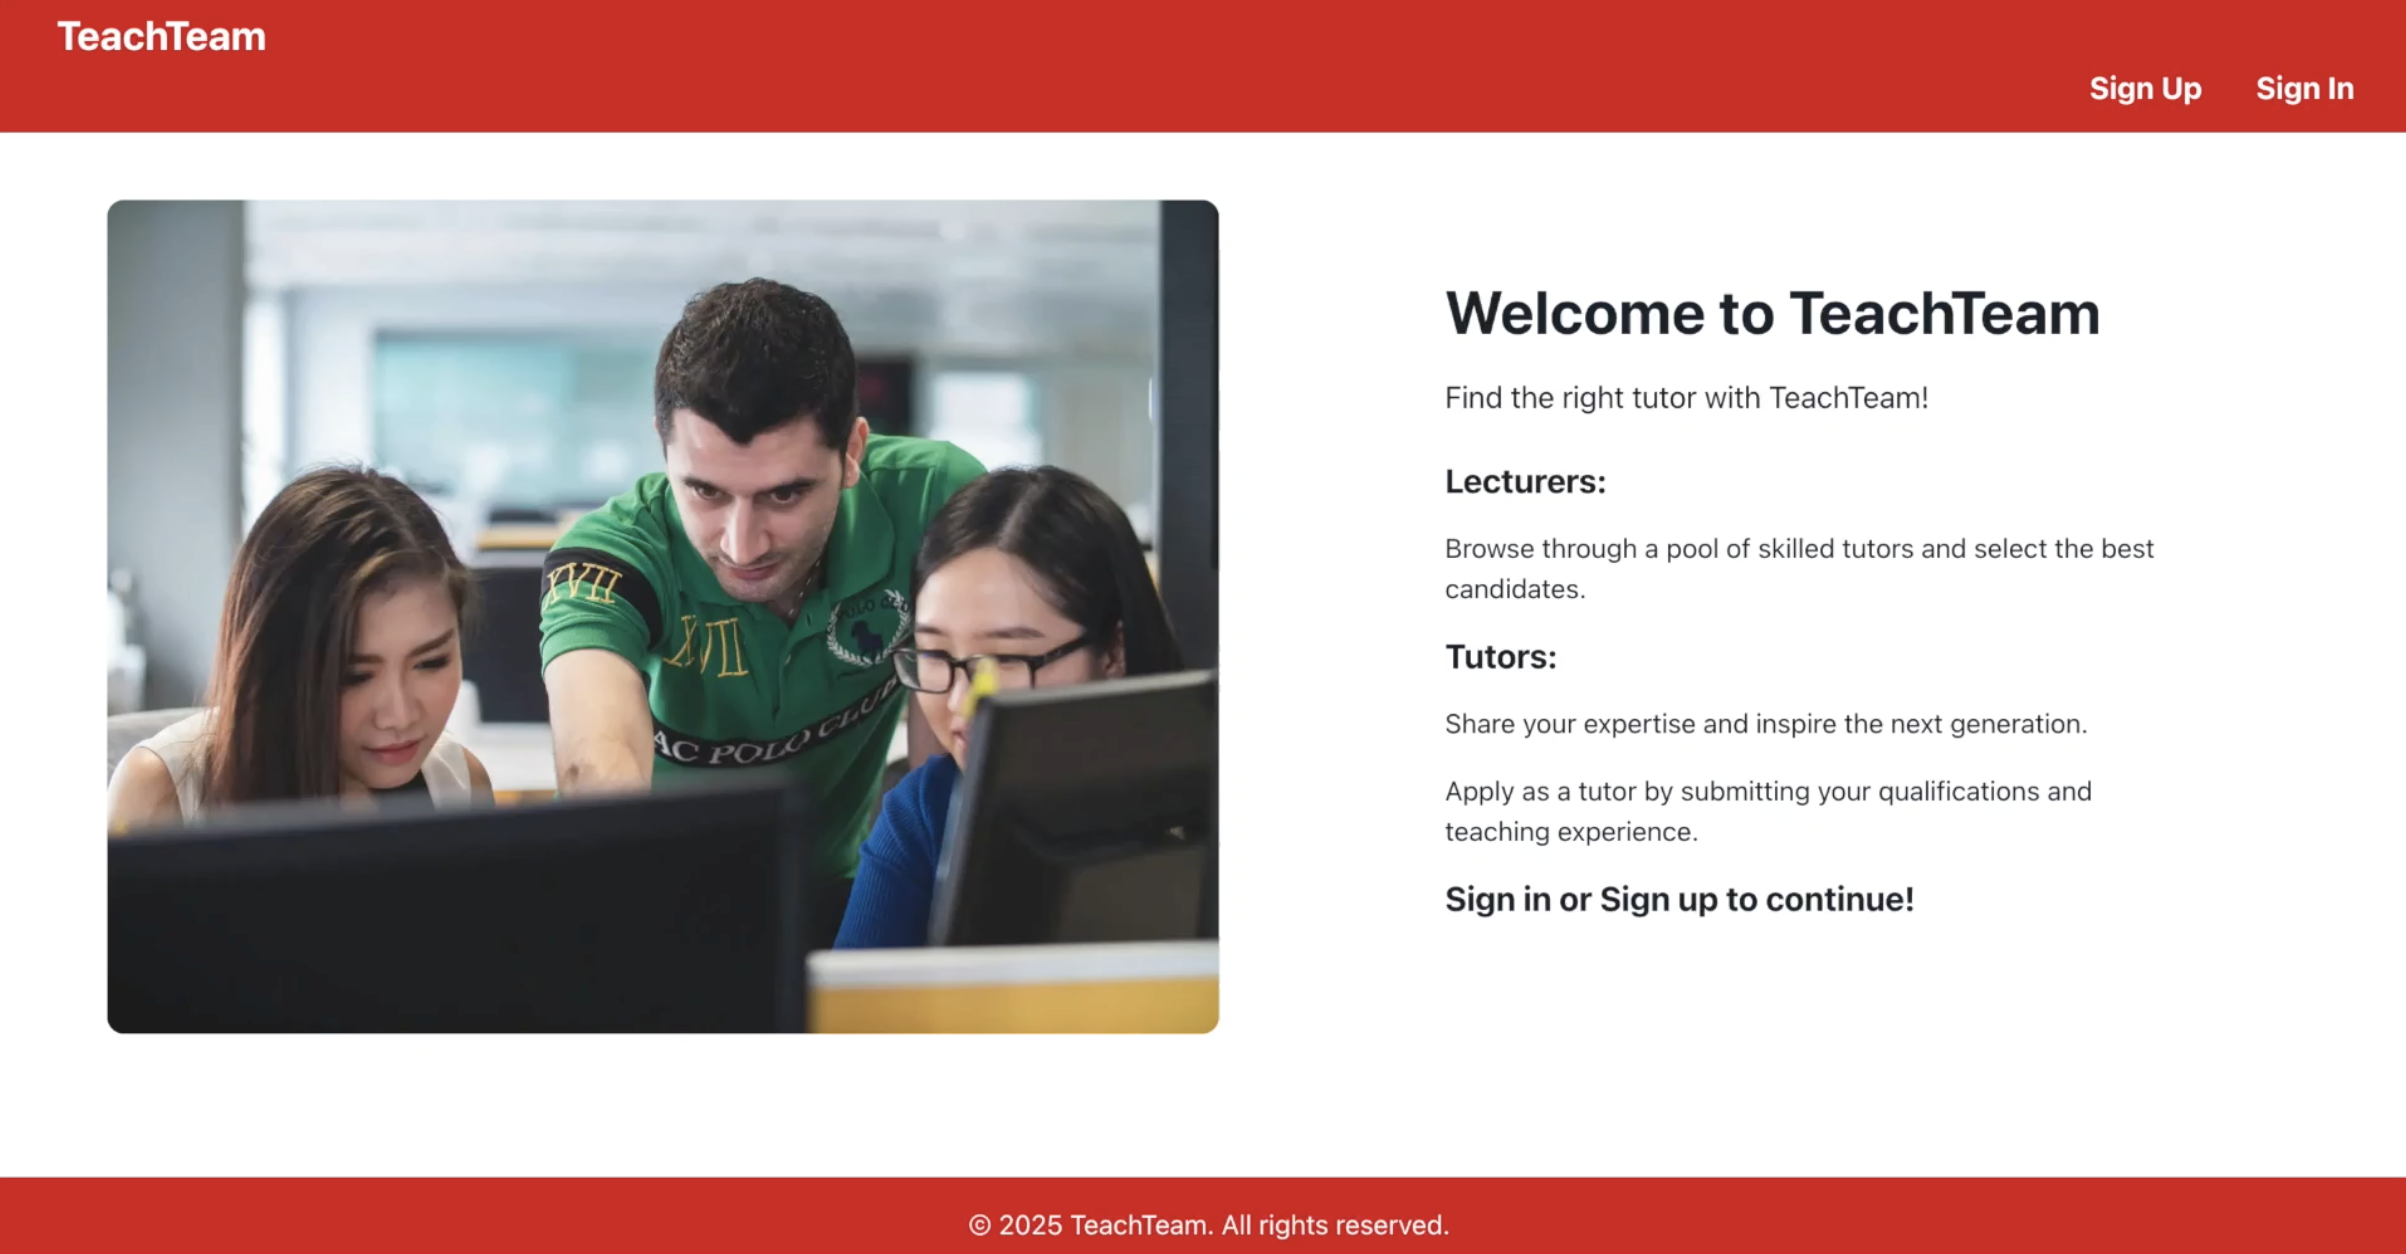 TeachTeam
Sign Up
Sign In
XVII
XVII
POLO CLU
AC POLO CLUB
Welcome to TeachTeam
Find the right tutor with TeachTeam!
Lecturers:
Browse through a pool of skilled tutors and select the best
candidates.
Tutors:
Share your expertise and inspire the next generation.
Apply as a tutor by submitting your qualifications and
teaching experience.
Sign in or Sign up to continue!
© 2025 TeachTeam. All rights reserved.